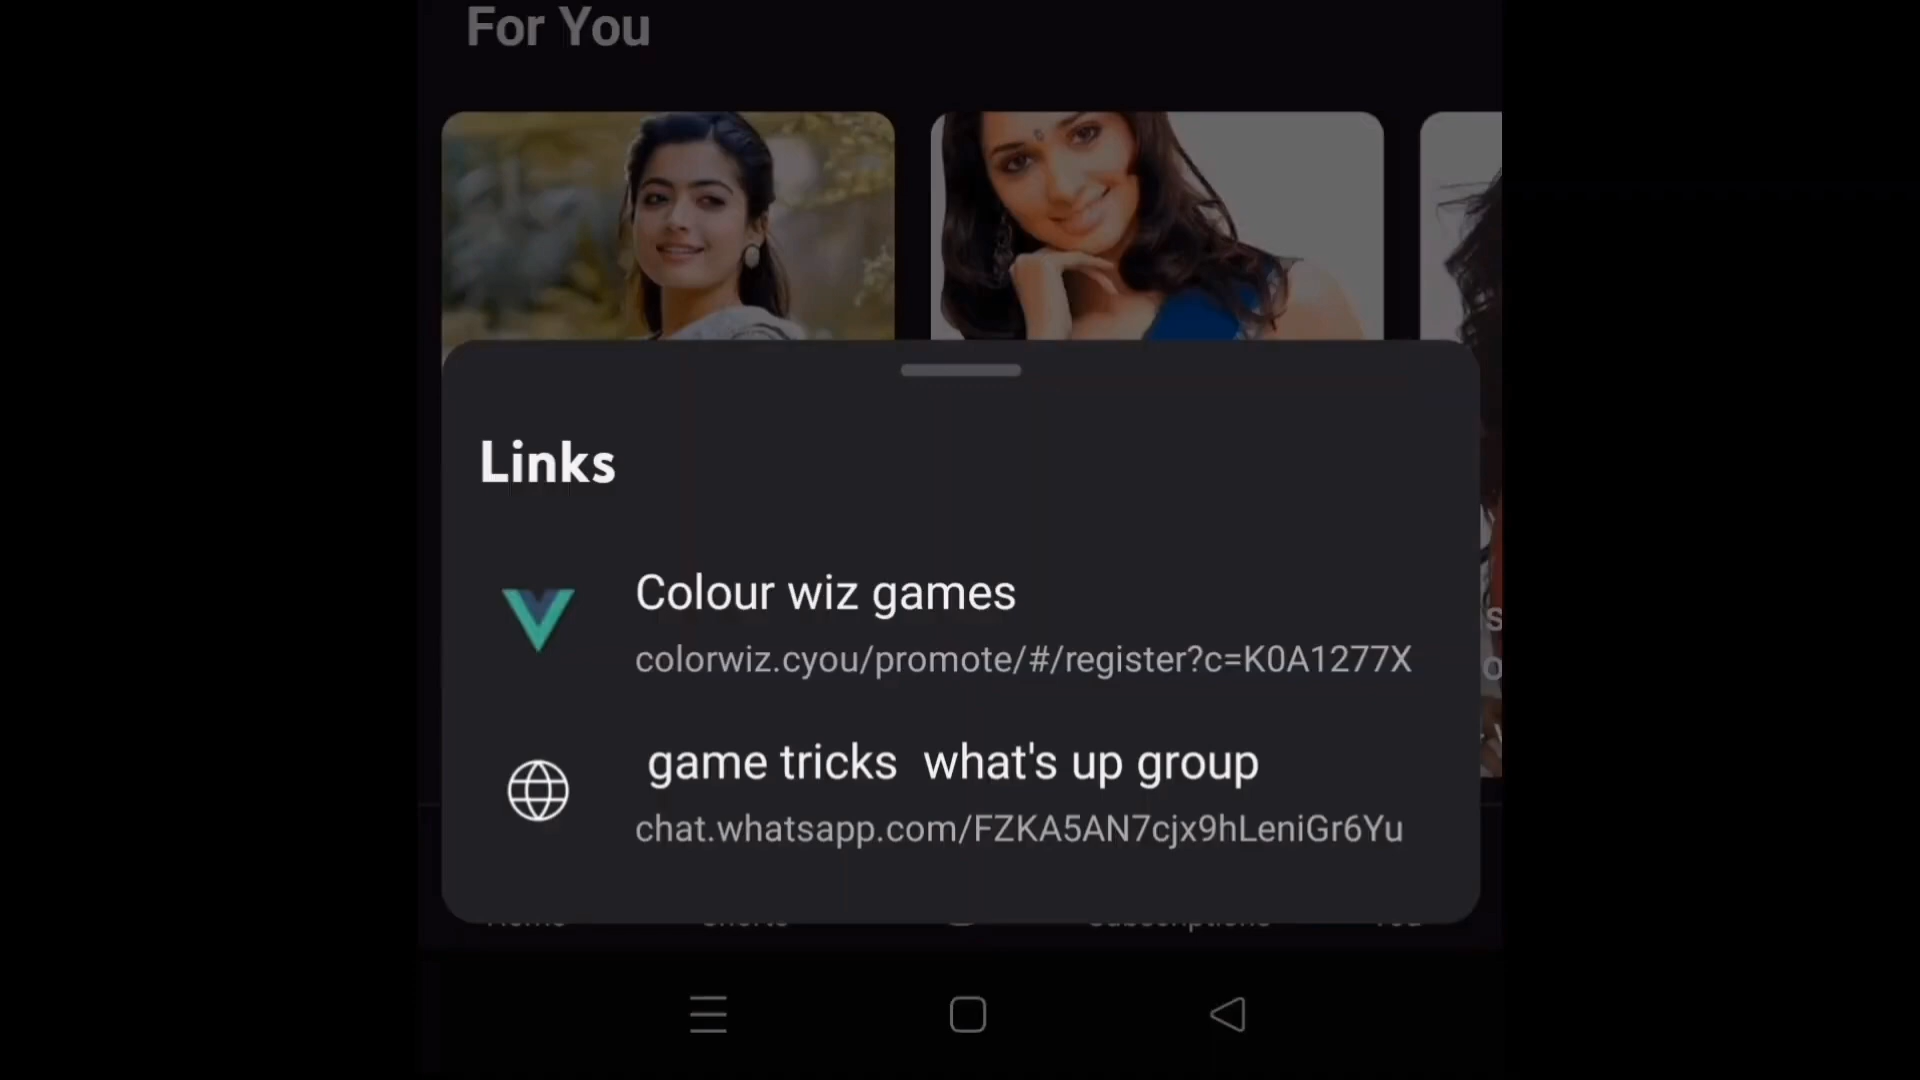 For You
Links
Colour wiz games
colorwiz.cyou/promote/#/register?c=K0A1277X
game tricks what's up group
chat.whatsapp.com/FZKA5AN7cjx9hLeniGr6Yu